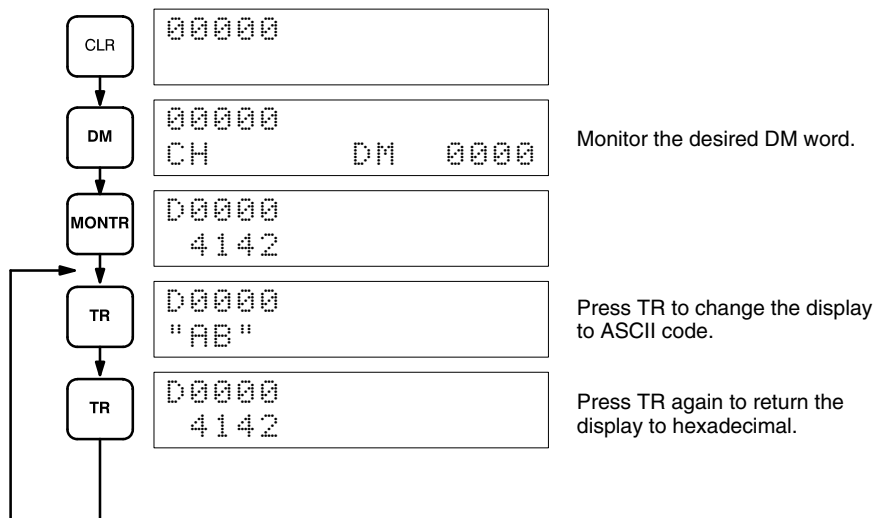 CLR
00000
DM
00000
CH DM 0000
Monitor the desired DM word.
MONTR
D0000
4142
TR
D0000
"AB"
Press TR to change the display
to ASCII code.
TR
D0000
4142
Press TR again to return the
display to hexadecimal.